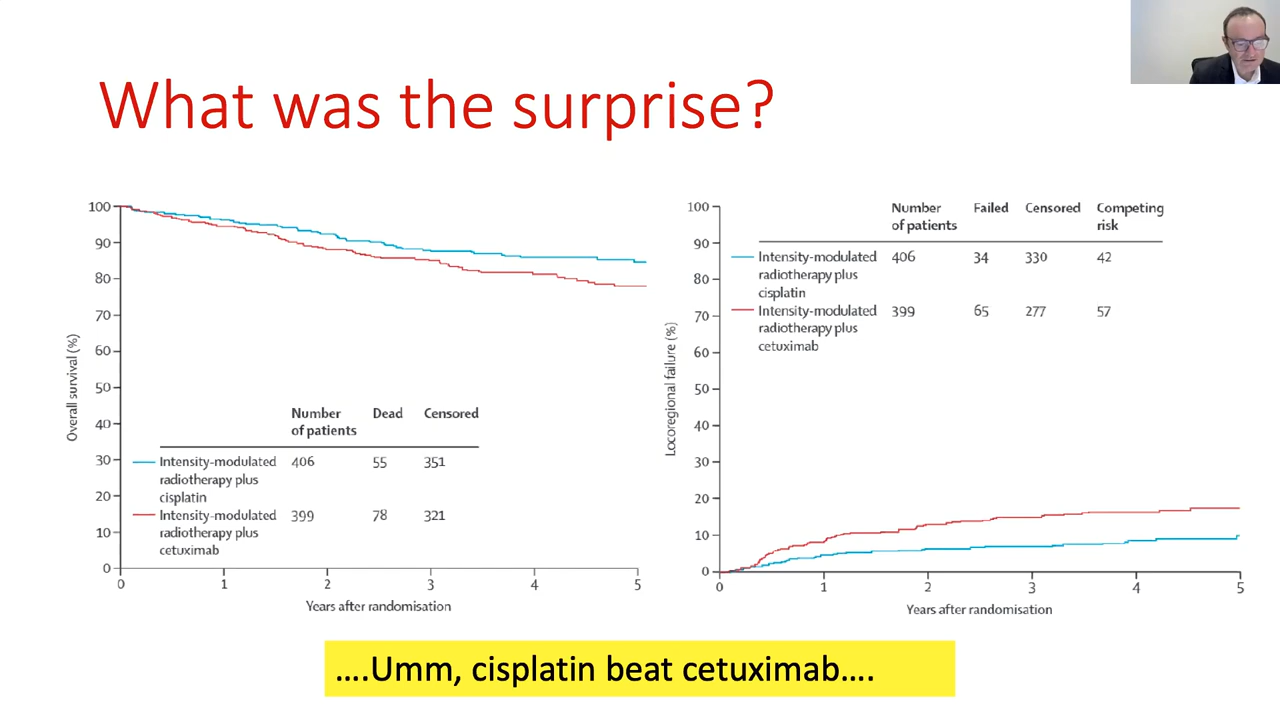 What was the surprise?
100
90
80
70
60
50
40
30
20
10
0
Overall survival (%)
Number of patients Dead Censored
Intensity-modulated radiotherapy plus cisplatin 406 55 351
Intensity-modulated radiotherapy plus cetuximab 399 78 321
0 1 2 3 4 5
Years after randomisation
100
90
80
70
60
50
40
30
20
10
0
Locoregional failure (%)
Number of patients Failed Censored Competing risk
Intensity-modulated radiotherapy plus cisplatin 406 34 330 42
Intensity-modulated radiotherapy plus cetuximab 399 65 277 57
0 1 2 3 4 5
Years after randomisation
....Umm, cisplatin beat cetuximab....